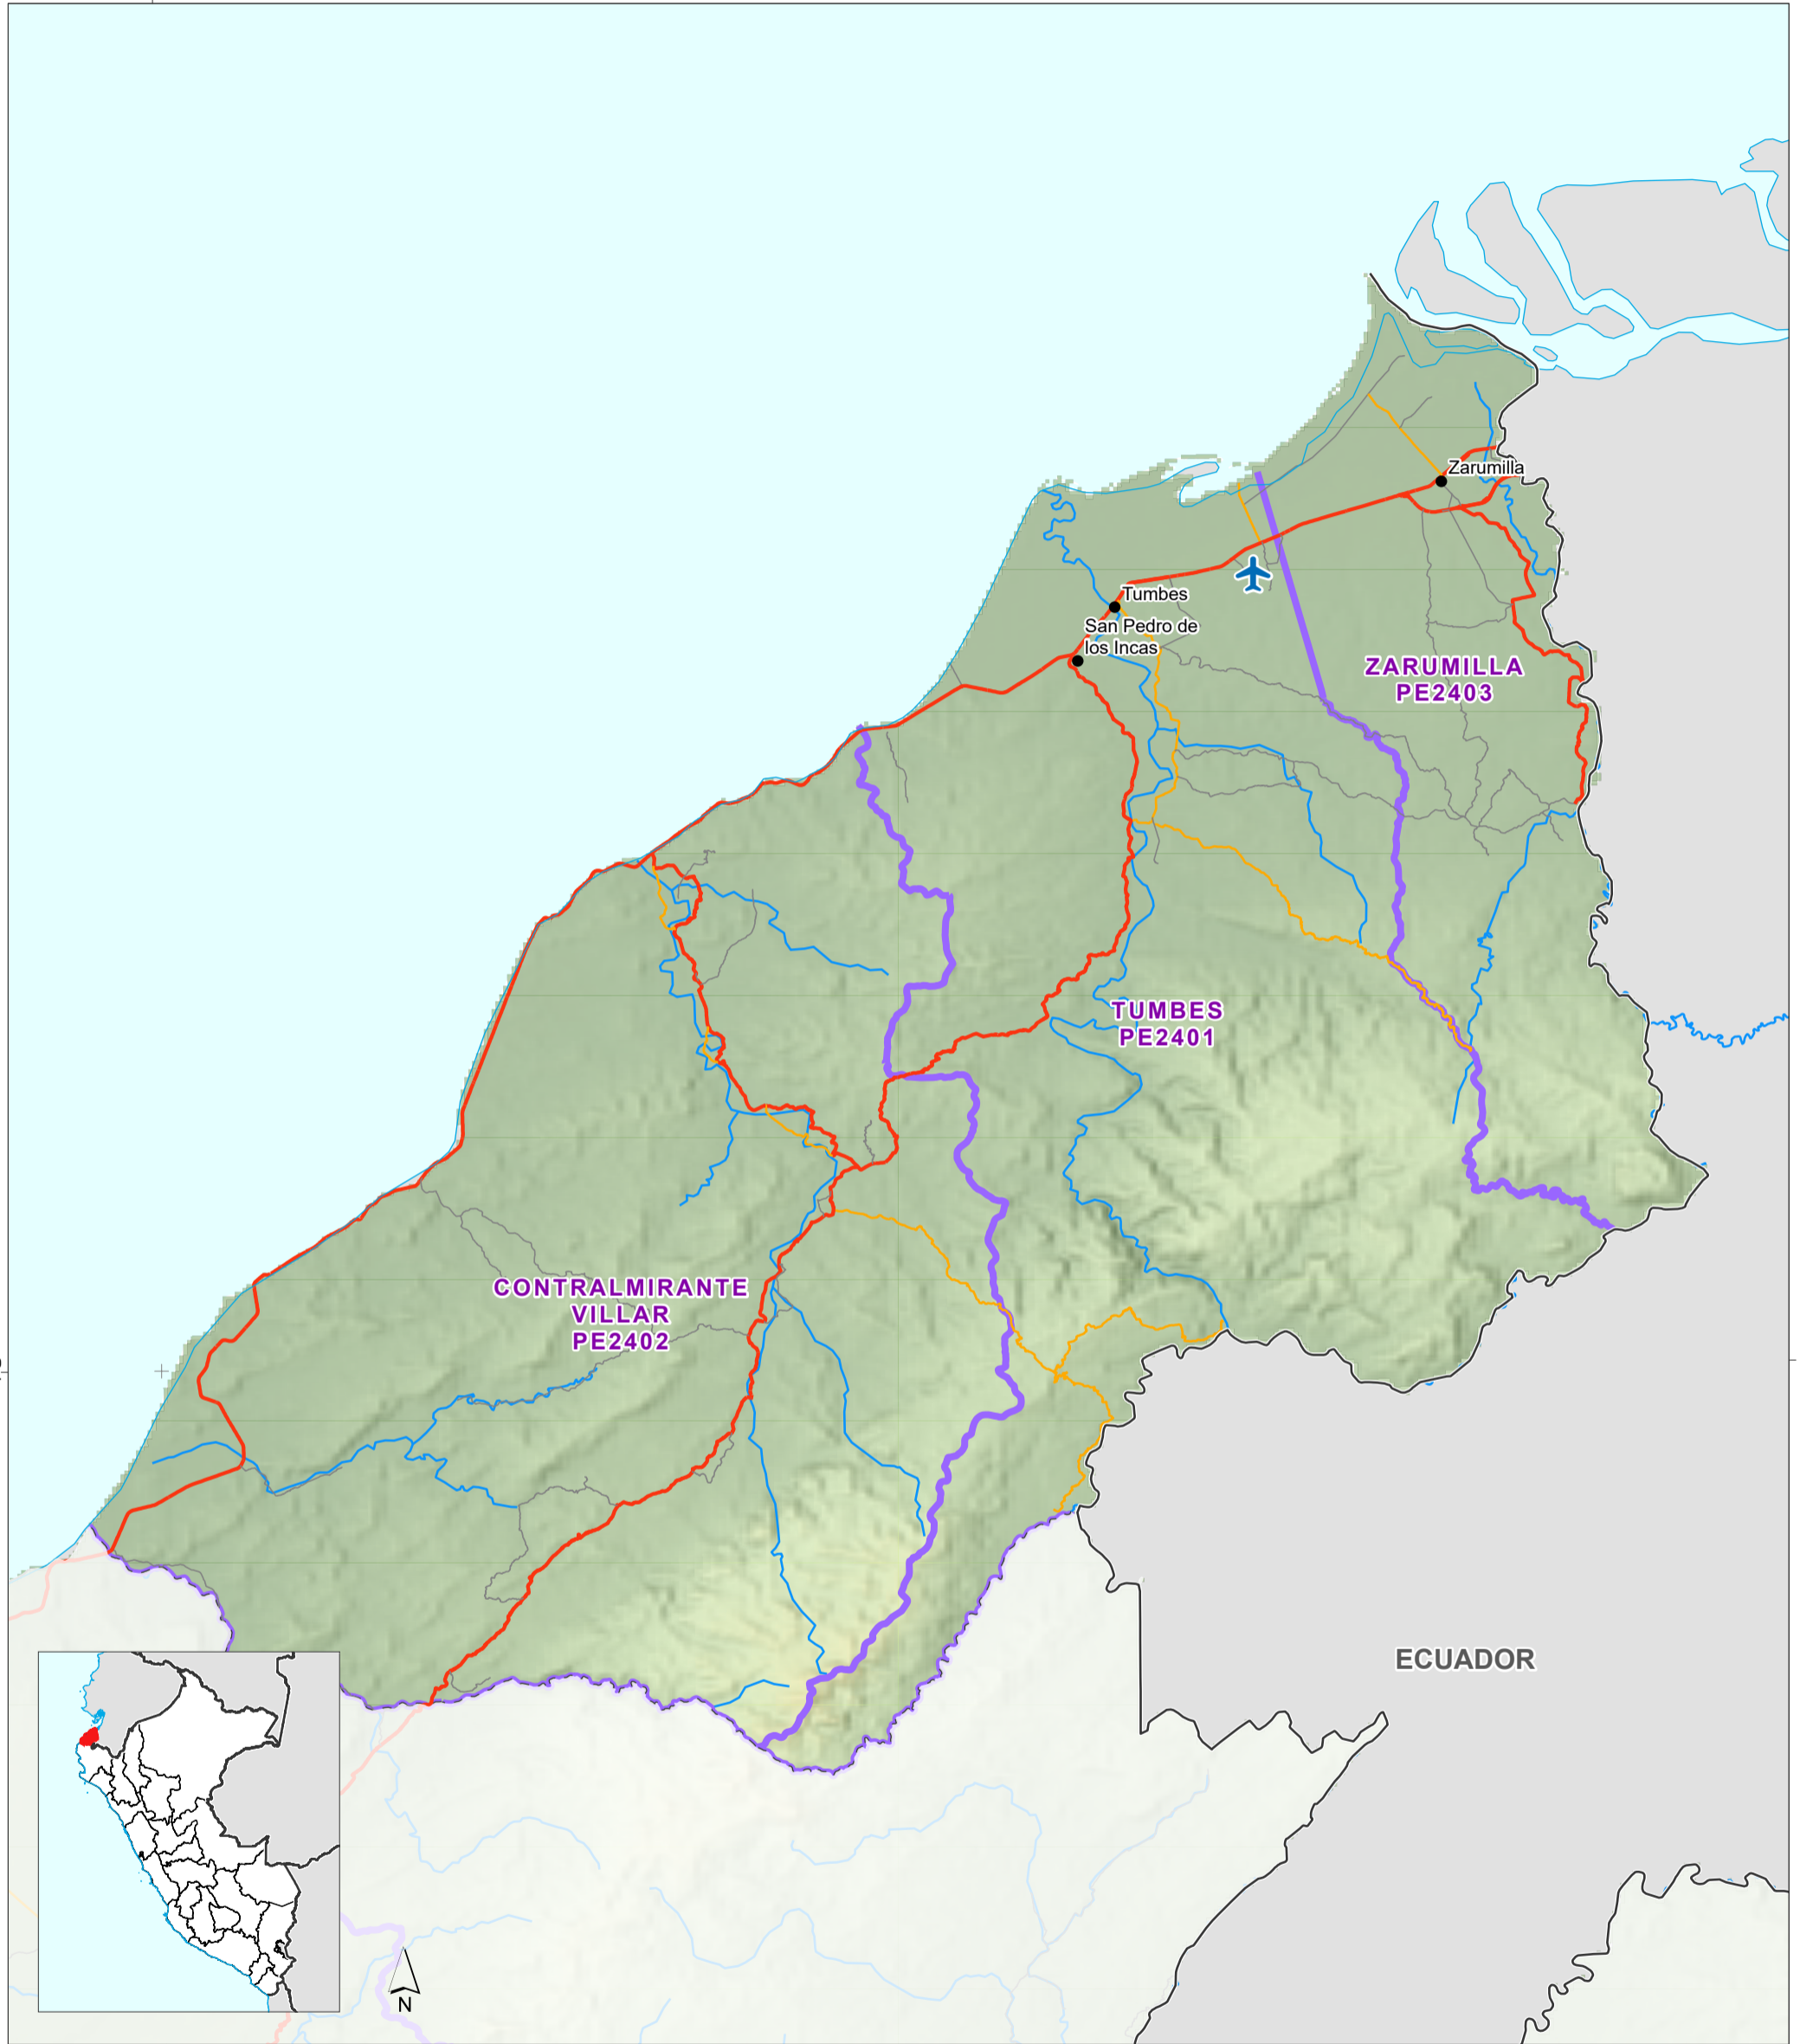 Zarumilla
Tumbes
San Pedro de
los Incas
ZARUMILLA
PE2403
TUMBES
PE2401
CONTRALMIRANTE
VILLAR
PE2402
ECUADOR
N